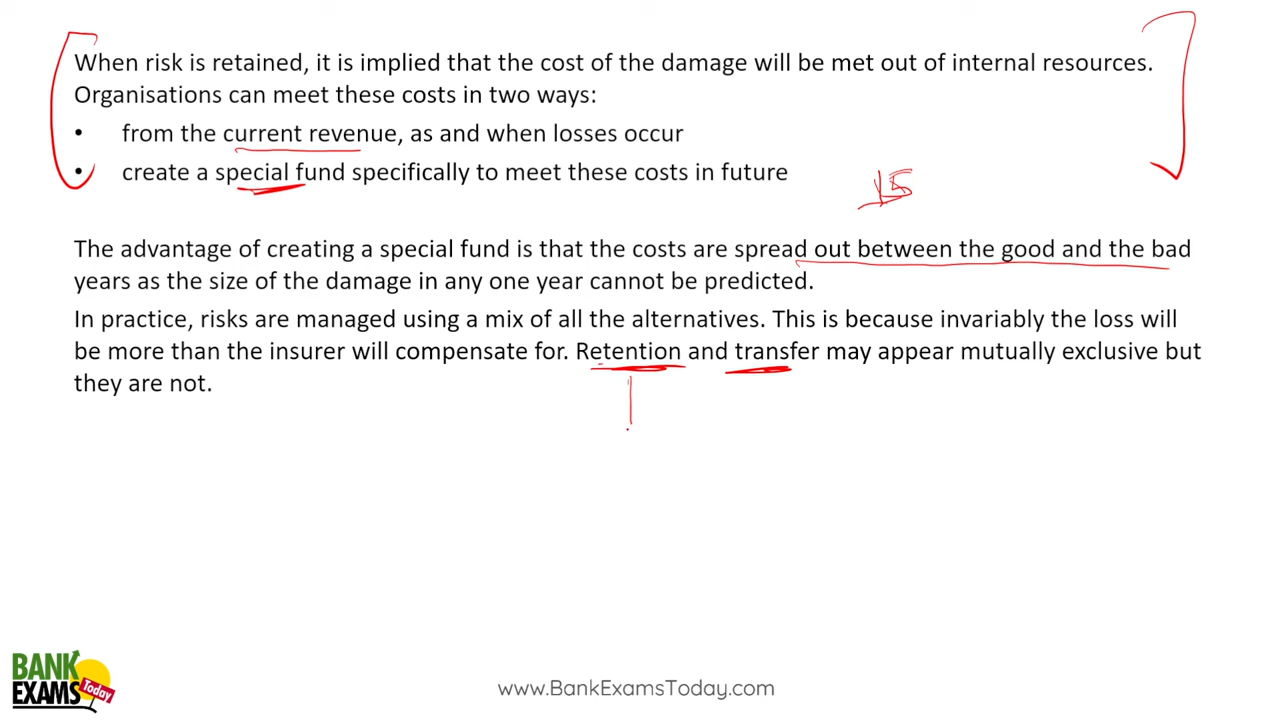 When risk is retained, it is implied that the cost of the damage will be met out of internal resources.
Organisations can meet these costs in two ways:
• from the current revenue, as and when losses occur
• create a special fund specifically to meet these costs in future
15
The advantage of creating a special fund is that the costs are spread out between the good and the bad
years as the size of the damage in any one year cannot be predicted.
In practice, risks are managed using a mix of all the alternatives. This is because invariably the loss will
be more than the insurer will compensate for. Retention and transfer may appear mutually exclusive but
they are not.
BANK
EXAMS
Today
www.BankExamsToday.com